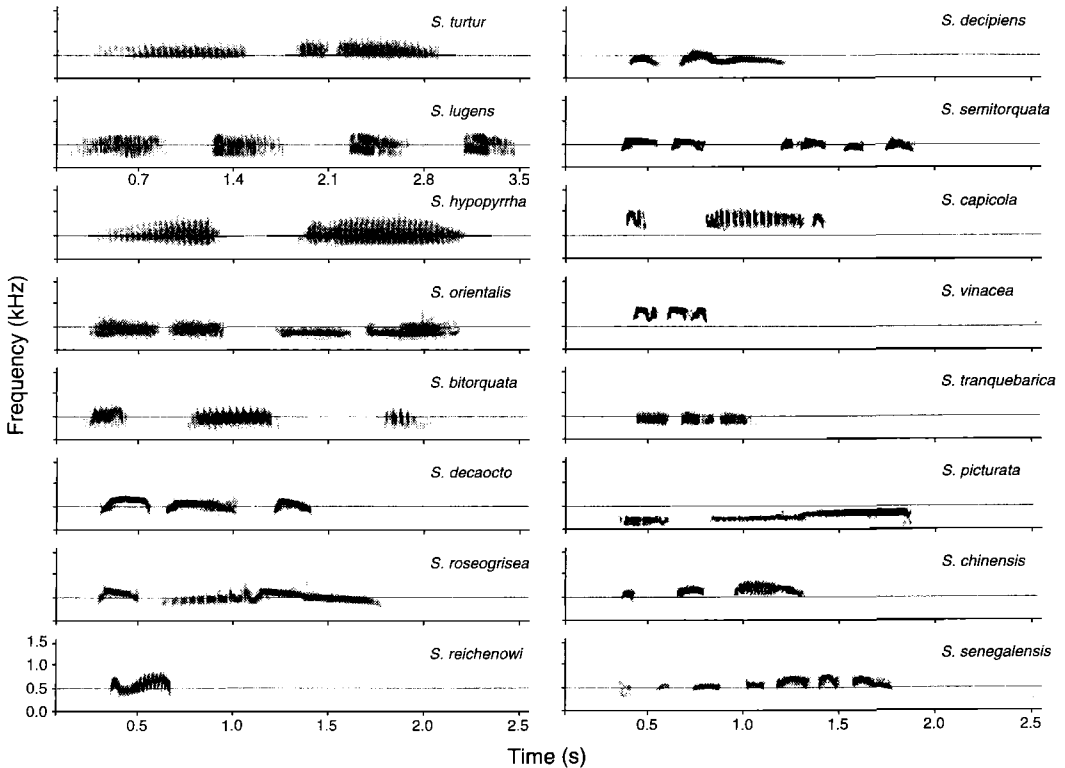 S. turtur
S. lugens
0.7 1.4 2.1 2.8 3.5
S. hypopyrrha
S. orientalis
S. bitorquata
S. decaocto
S. roseogrisea
S. reichenowi
1.5
1.0
0.5
0.0
0.5 1.0 1.5 2.0 2.5
S. decipiens
S. semitorquata
S. capicola
S. vinacea
S. tranquebarica
S. picturata
S. chinensis
S. senegalensis
0.5 1.0 1.5 2.0 2.5
Frequency (kHz)
Time (s)